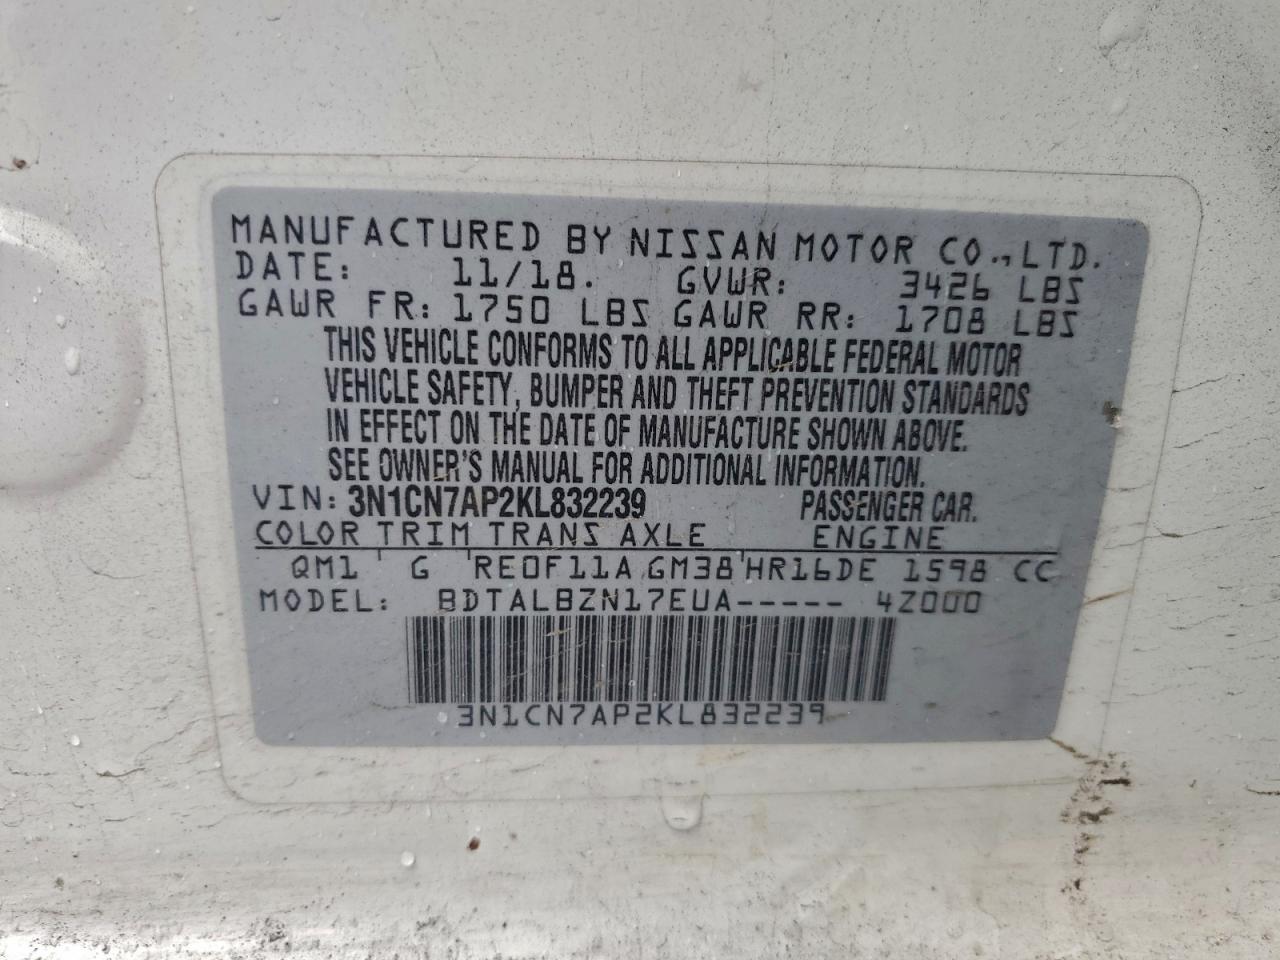 MANUFACTURED BY NISSAN MOTOR CO., LTD.
DATE: 11/18. GVWR: 3426 LBS
GAWR FR: 1750 LBS GAWR RR: 1708 LBS
THIS VEHICLE CONFORMS TO ALL APPLICABLE FEDERAL MOTOR
VEHICLE SAFETY, BUMPER AND THEFT PREVENTION STANDARDS
IN EFFECT ON THE DATE OF MANUFACTURE SHOWN ABOVE.
SEE OWNER'S MANUAL FOR ADDITIONAL INFORMATION.
VIN: 3N1CN7AP2KL832239 PASSENGER CAR.
COLOR TRIM TRANS AXLE ENGINE
QM1 G RE0F11A GM38 HR16DE 1598 CC
MODEL: BDTALBZN17EUA----- 4Z000
3N1CN7AP2KL832239